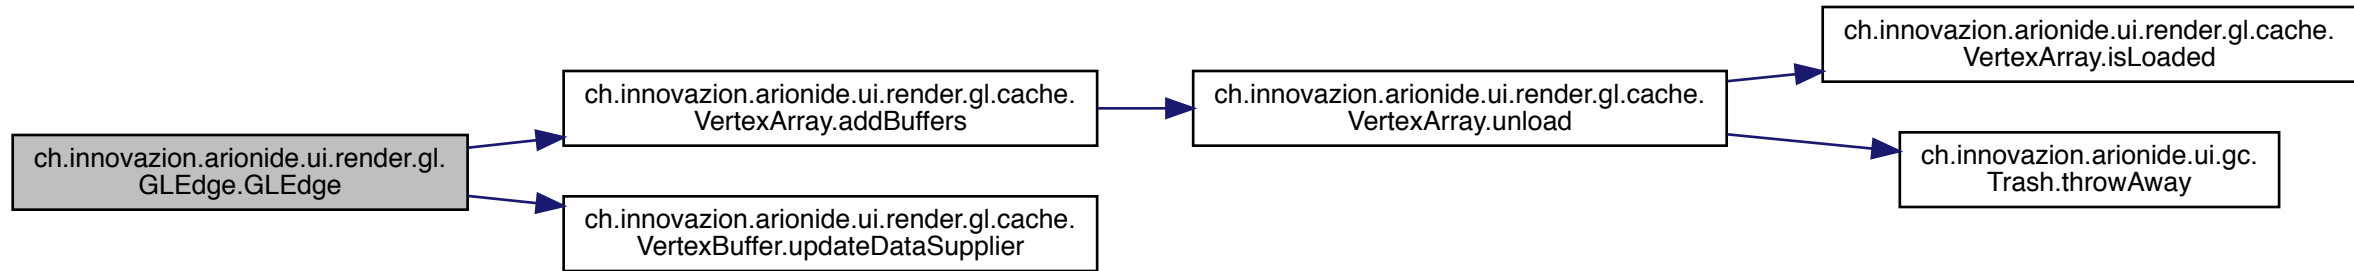 ch.innovazion.arionide.ui.render.gl.
GLEdge.GLEdge
ch.innovazion.arionide.ui.render.gl.cache.
VertexArray.addBuffers
ch.innovazion.arionide.ui.render.gl.cache.
VertexBuffer.updateDataSupplier
ch.innovazion.arionide.ui.render.gl.cache.
VertexArray.unload
ch.innovazion.arionide.ui.render.gl.cache.
VertexArray.isLoaded
ch.innovazion.arionide.ui.gc.
Trash.throwAway